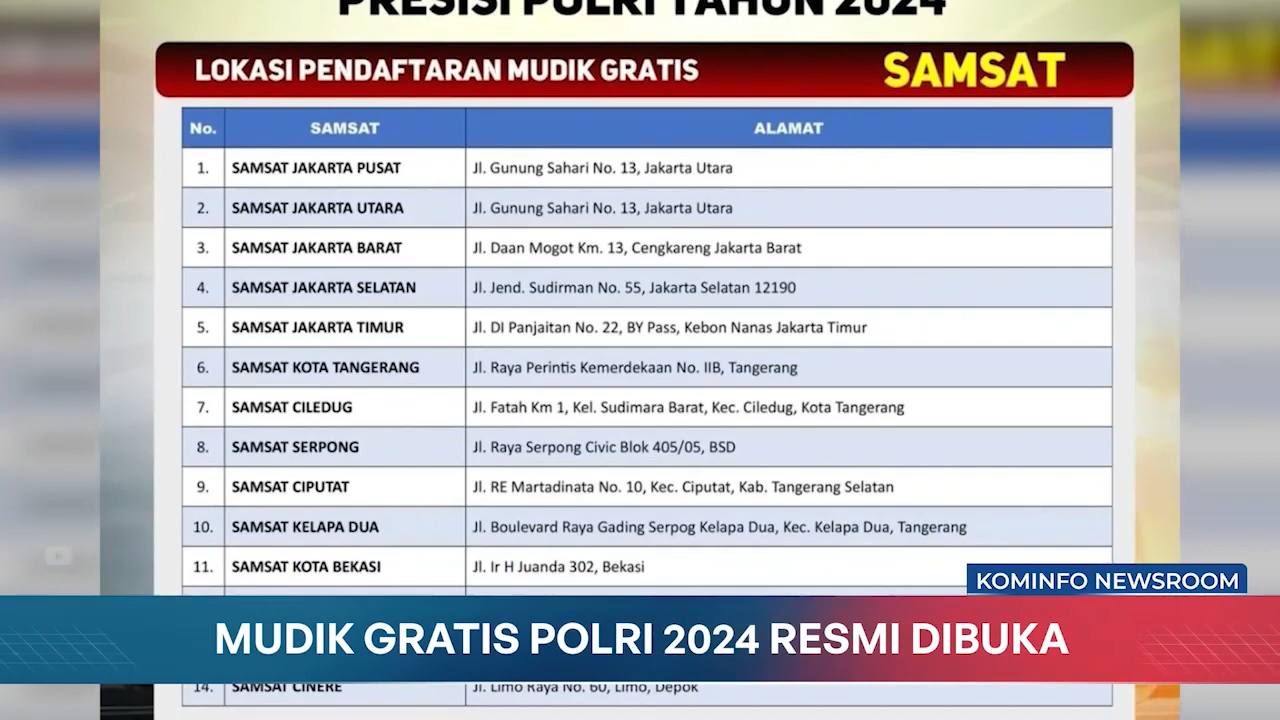 PRESISI POLRI TAHUN 2024
LOKASI PENDAFTARAN MUDIK GRATIS SAMSAT
No. SAMSAT ALAMAT
1. SAMSAT JAKARTA PUSAT Jl. Gunung Sahari No. 13, Jakarta Utara
2. SAMSAT JAKARTA UTARA Jl. Gunung Sahari No. 13, Jakarta Utara
3. SAMSAT JAKARTA BARAT Jl. Daan Mogot Km. 13, Cengkareng Jakarta Barat
4. SAMSAT JAKARTA SELATAN Jl. Jend. Sudirman No. 55, Jakarta Selatan 12190
5. SAMSAT JAKARTA TIMUR Jl. DI Panjaitan No. 22, BY Pass, Kebon Nanas Jakarta Timur
6. SAMSAT KOTA TANGERANG Jl. Raya Perintis Kemerdekaan No. IIB, Tangerang
7. SAMSAT CILEDUG Jl. Fatah Km 1, Kel. Sudimara Barat, Kec. Ciledug, Kota Tangerang
8. SAMSAT SERPONG Jl. Raya Serpong Civic Blok 405/05, BSD
9. SAMSAT CIPUTAT Jl. RE Martadinata No. 10, Kec. Ciputat, Kab. Tangerang Selatan
10. SAMSAT KELAPA DUA Jl. Boulevard Raya Gading Serpog Kelapa Dua, Kec. Kelapa Dua, Tangerang
11. SAMSAT KOTA BEKASI Jl. Ir H Juanda 302, Bekasi
KOMINFO NEWSROOM
MUDIK GRATIS POLRI 2024 RESMI DIBUKA
14. SAMSAT CINERE Jl. Limo Raya No. 60, Limo, Depok